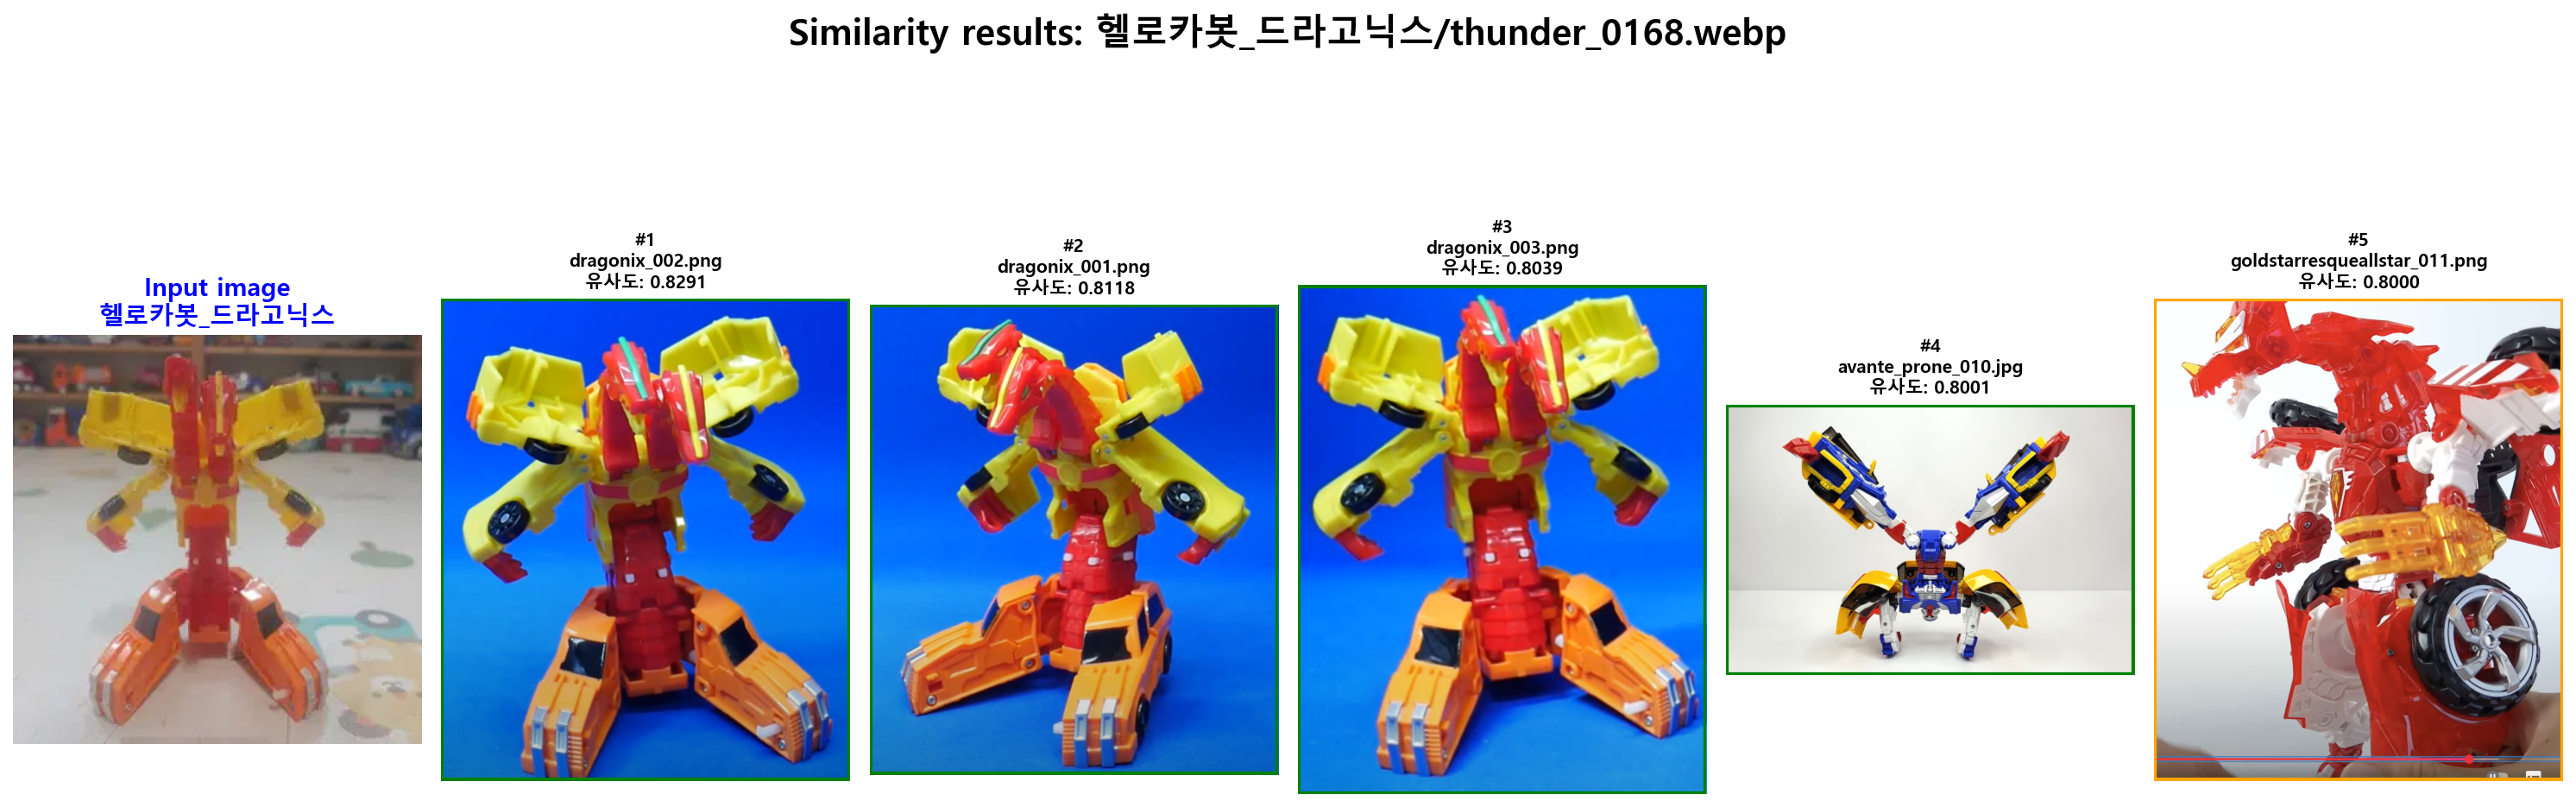 Similarity results: 헬로카봇_드라고닉스/thunder_0168.webp
Input image
헬로카봇_드라고닉스
#1
dragonix_002.png
유사도: 0.8291
#2
dragonix_001.png
유사도: 0.8118
#3
dragonix_003.png
유사도: 0.8039
#4
avante_prone_010.jpg
유사도: 0.8001
#5
goldstarresqueallstar_011.png
유사도: 0.8000